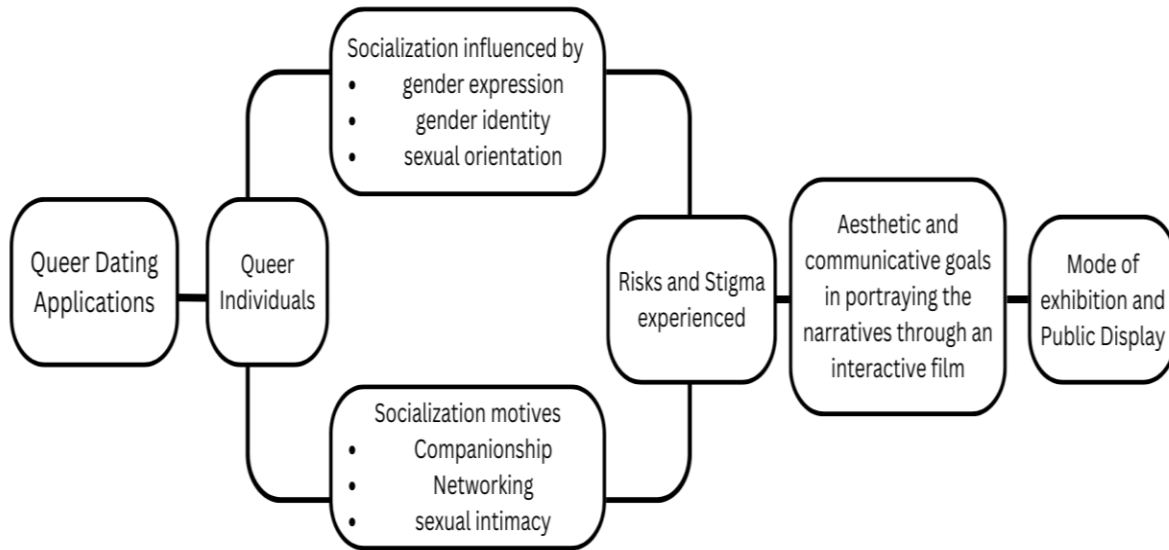 Queer Dating
Applications
Queer
Individuals
Socialization influenced by
• gender expression
• gender identity
• sexual orientation
Socialization motives
• Companionship
• Networking
• sexual intimacy
Risks and Stigma
experienced
Aesthetic and
communicative goals
in portraying the
narratives through an
interactive film
Mode of
exhibition and
Public Display